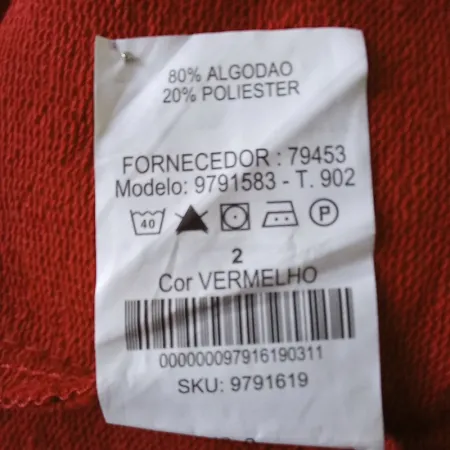 80% ALGODAO
20% POLIESTER
FORNECEDOR : 79453
Modelo: 9791583 - T. 902
40 P
2
Cor VERMELHO
000000097916190311
SKU: 9791619